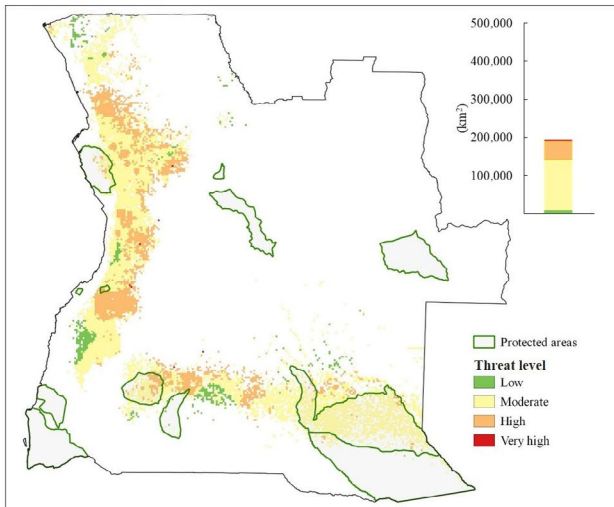 500,000
400,000
300,000
(km²)
200,000
100,000
Protected areas
Threat level
Low
Moderate
High
Very high